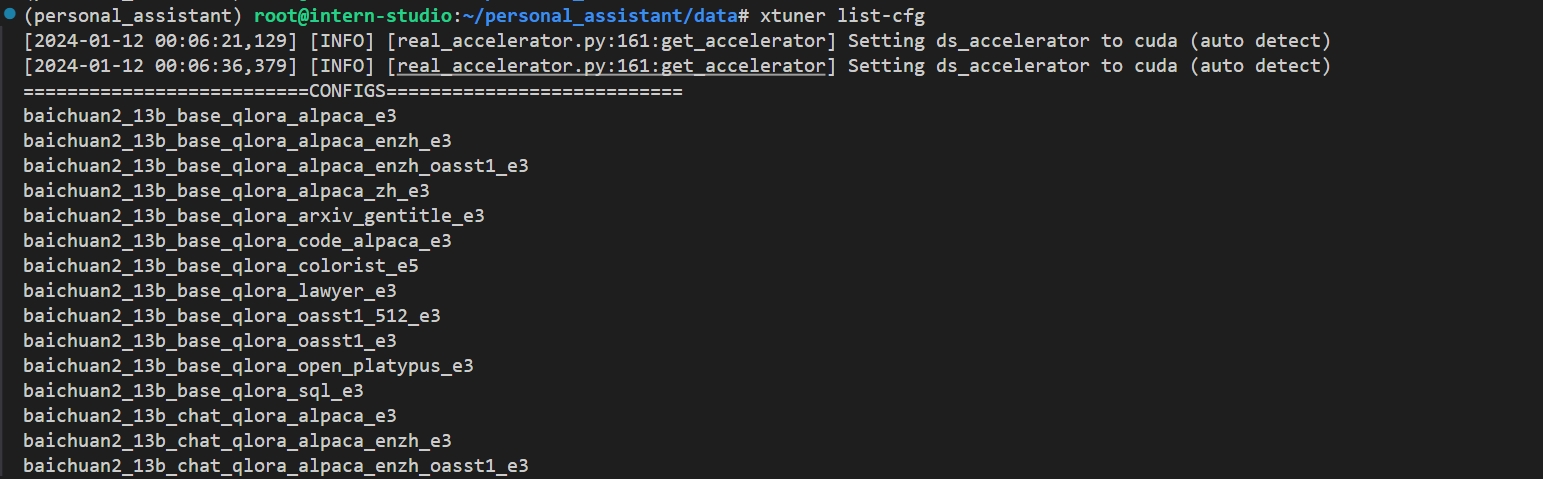 (personal_assistant) root@intern-studio:~/personal_assistant/data# xtuner list-cfg
[2024-01-12 00:06:21,129] [INFO] [real_accelerator.py:161:get_accelerator] Setting ds_accelerator to cuda (auto detect)
[2024-01-12 00:06:36,379] [INFO] [real_accelerator.py:161:get_accelerator] Setting ds_accelerator to cuda (auto detect)
==========================CONFIGS===========================
baichuan2_13b_base_qlora_alpaca_e3
baichuan2_13b_base_qlora_alpaca_enzh_e3
baichuan2_13b_base_qlora_alpaca_enzh_oasst1_e3
baichuan2_13b_base_qlora_alpaca_zh_e3
baichuan2_13b_base_qlora_arxiv_gentitle_e3
baichuan2_13b_base_qlora_code_alpaca_e3
baichuan2_13b_base_qlora_colorist_e5
baichuan2_13b_base_qlora_lawyer_e3
baichuan2_13b_base_qlora_oasst1_512_e3
baichuan2_13b_base_qlora_oasst1_e3
baichuan2_13b_base_qlora_open_platypus_e3
baichuan2_13b_base_qlora_sql_e3
baichuan2_13b_chat_qlora_alpaca_e3
baichuan2_13b_chat_qlora_alpaca_enzh_e3
baichuan2_13b_chat_qlora_alpaca_enzh_oasst1_e3